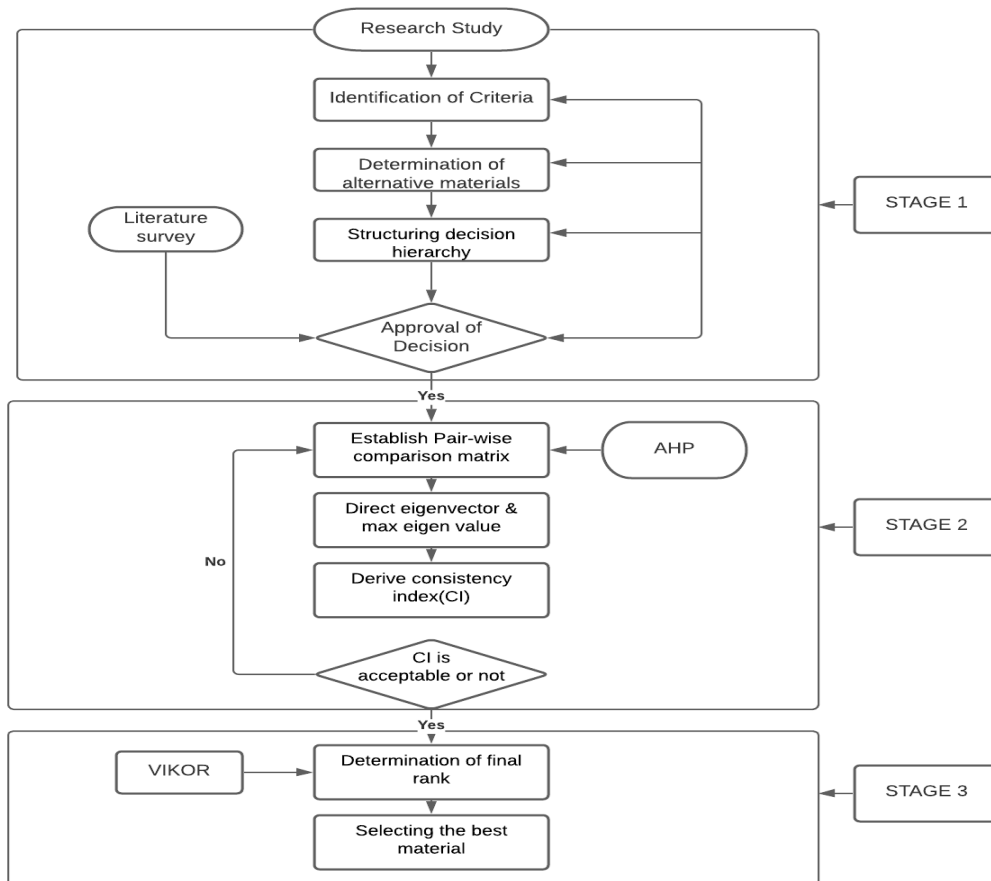 Research Study
Identification of Criteria
Determination of
alternative materials
STAGE 1
Literature
survey
Structuring decision
hierarchy
Approval of
Decision
Yes
Establish Pair-wise
comparison matrix
AHP
Direct eigenvector &
max eigen value
STAGE 2
No
Derive consistency
index(CI)
CI is
acceptable or not
Yes
VIKOR
Determination of final
rank
STAGE 3
Selecting the best
material